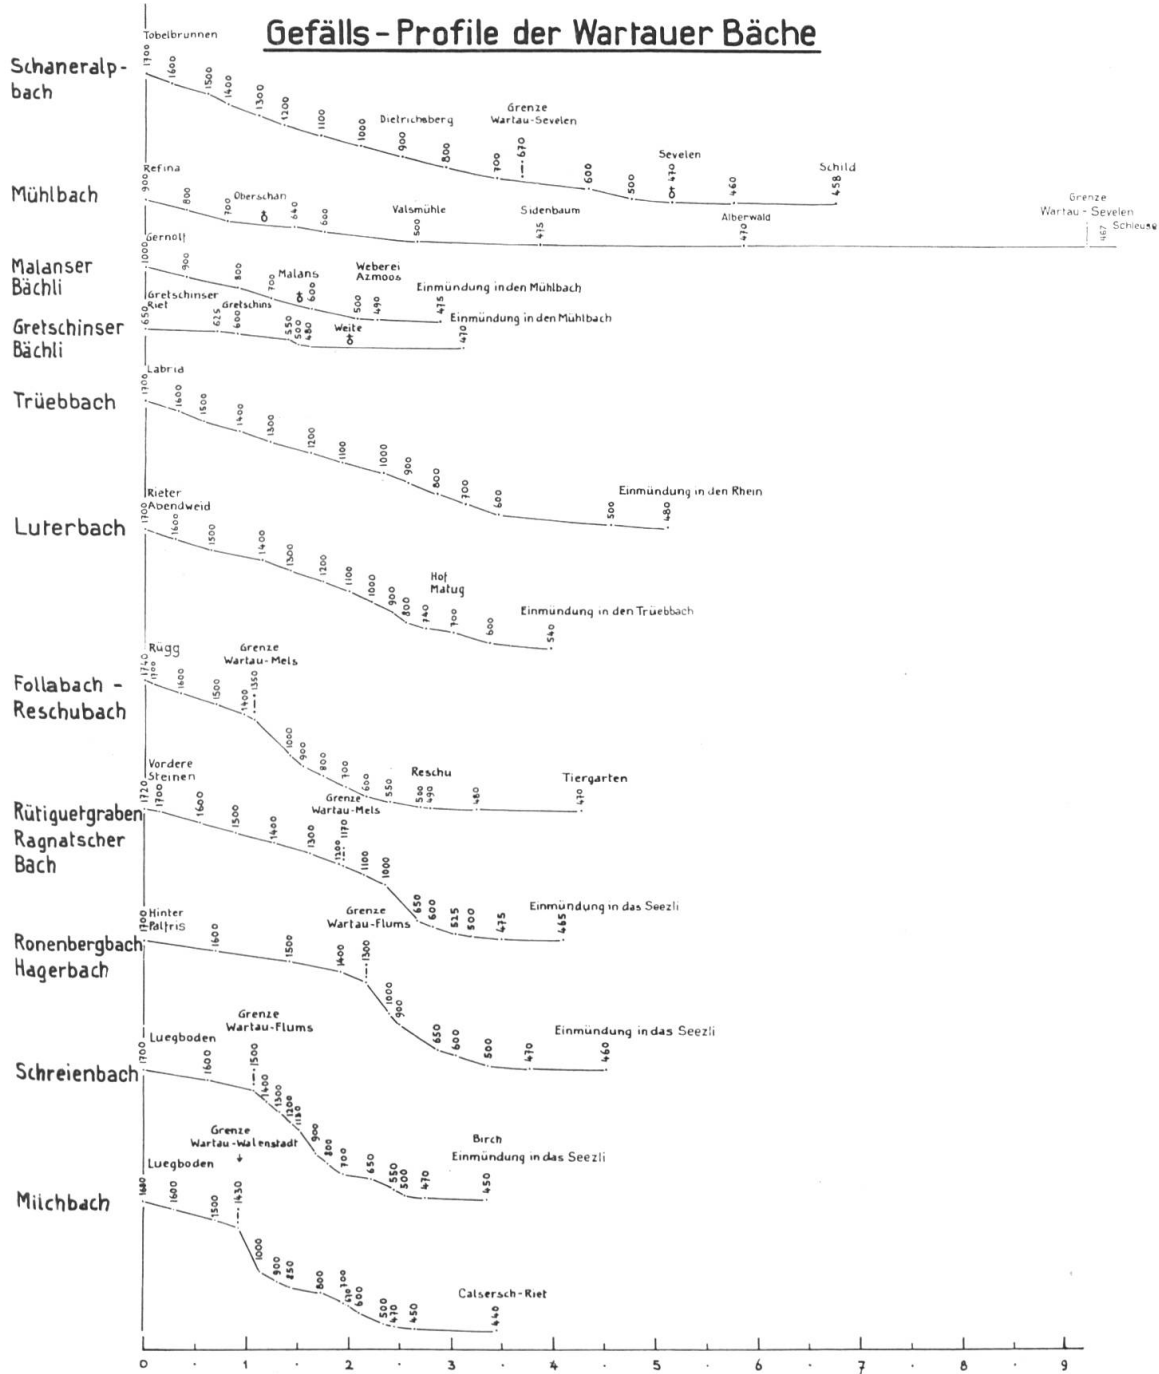 Gefälls-Profile der Wartauer Bäche
Tobelbrunnen
Schaneralp-
bach
1700 1600 1500 1400 1300 1200 1100 1000 900 800 700 670 600 500 470 460 458
Dietrichsberg
Grenze
Wartau-Sevelen
Sevelen
Schild
Refina
Mühlbach
900 800 700 640 600 500 475 470 467
Oberschan
Valsmühle
Sidenbaum
Alberwald
Grenze
Wartau-Sevelen
Schleuse
Gernolf
Malanser
Bächli
1000 900 800 700 600 500 490 475
Malans
Weberei
Azmoos
Einmündung in den Mühlbach
Gretschinser
Riet
Gretschinser
Bächli
650 625 600 550 500 480 470
Gretschins
Weite
Einmündung in den Mühlbach
Labria
Trüebbach
1700 1600 1500 1400 1300 1200 1100 1000 900 800 700 600 500 480
Einmündung in den Rhein
Rieter
Abendweid
Luterbach
1700 1600 1500 1400 1300 1200 1100 1000 900 800 740 700 600 540
Hof
Matug
Einmündung in den Trüebbach
Rügg
Follabach -
Reschubach
1740 1700 1600 1500 1400 1350 1000 900 800 700 600 550 500 490 480 470
Grenze
Wartau-Mels
Reschu
Tiergarten
Vordere
Steinen
Rütiguetgraben
Ragnatscher
Bach
1720 1700 1600 1500 1400 1300 1200 1170 1100 1000 650 600 525 500 475 465
Grenze
Wartau-Mels
Einmündung in das Seezli
Hinter
Palfris
Ronenbergbach
Hagerbach
1700 1600 1500 1400 1300 1000 900 650 600 500 470 460
Grenze
Wartau-Flums
Einmündung in das Seezli
Luegboden
Schreienbach
1700 1600 1500 1400 1300 1200 900 800 700 650 550 500 470 450
Grenze
Wartau-Flums
Birch
Einmündung in das Seezli
Luegboden
Milchbach
1600 1500 1430 1000 900 850 800 700 670 600 500 470 450 440
Grenze
Wartau-Walenstadt
Calsersch-Riet
0 1 2 3 4 5 6 7 8 9